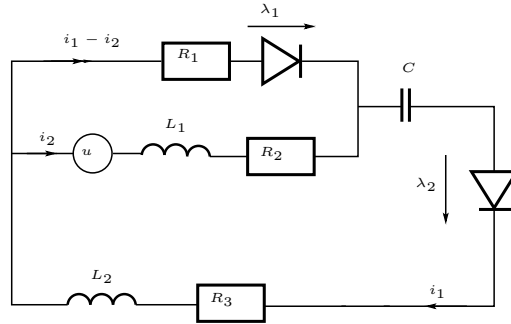 λ₁
i₁ − i₂
R₁
C
L₁
i₂
u
R₂
λ₂
L₂
i₁
R₃